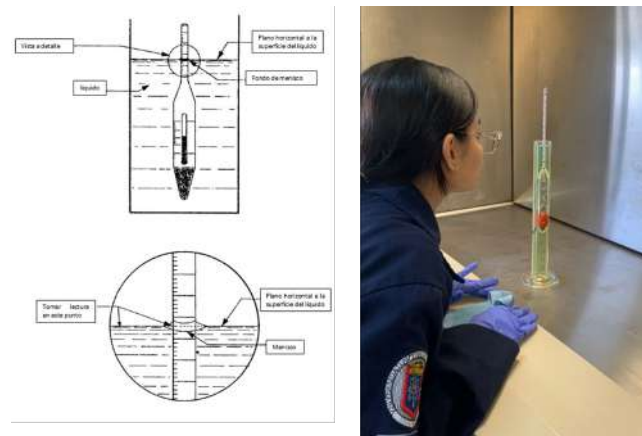 Plano horizontal a la
superficie del líquido
Vista a detalle
Fondo de menisco
líquido
Tomar lectura
en este punto
Plano horizontal a la
superficie del líquido
Menisco